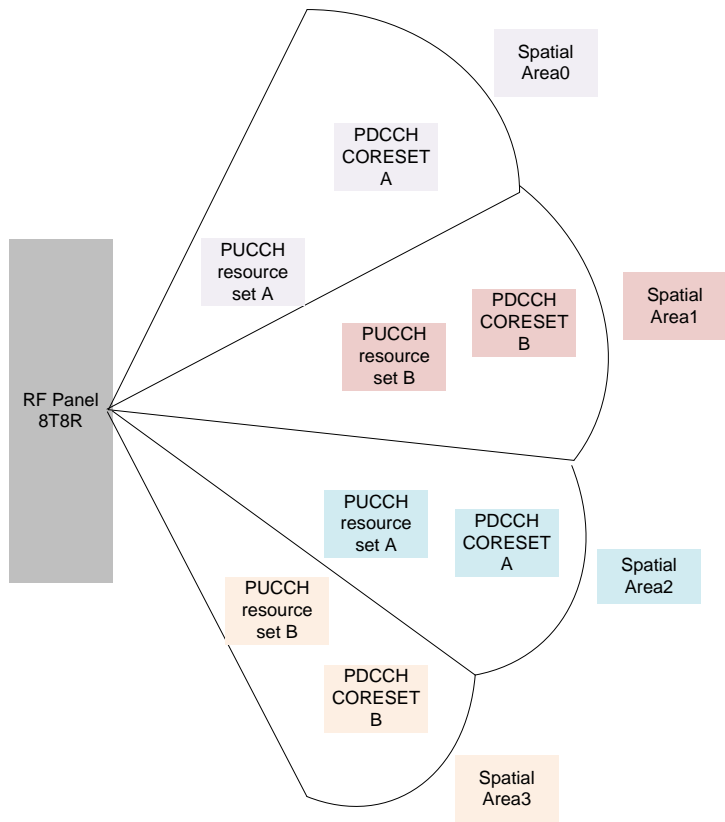 Spatial
Area0
PDCCH
CORESET
A
PUCCH
resource
set A
PDCCH
CORESET
B
Spatial
Area1
PUCCH
resource
set B
RF Panel
8T8R
PUCCH
resource
set A
PDCCH
CORESET
A
Spatial
Area2
PUCCH
resource
set B
PDCCH
CORESET
B
Spatial
Area3